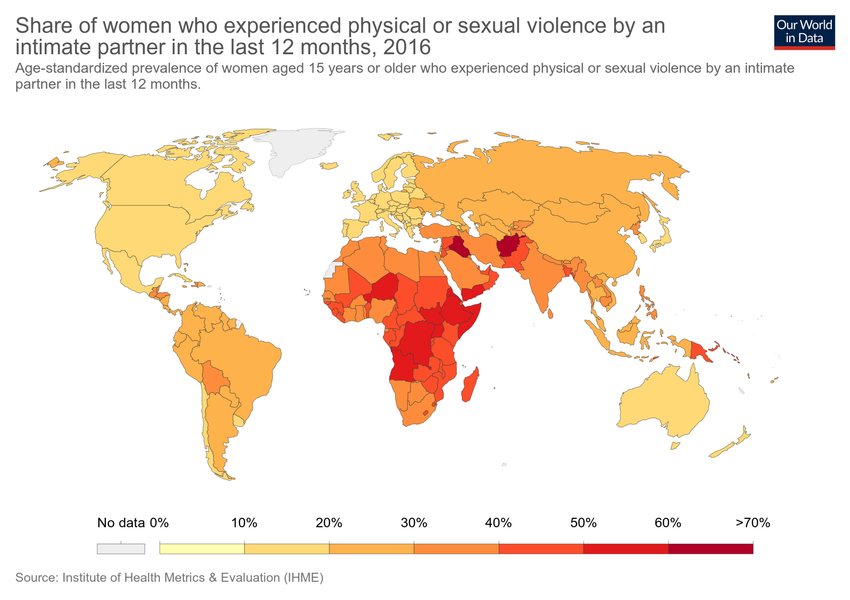 Share of women who experienced physical or sexual violence by an
intimate partner in the last 12 months, 2016
Our World
in Data
Age-standardized prevalence of women aged 15 years or older who experienced physical or sexual violence by an intimate
partner in the last 12 months.
No data 0% 10% 20% 30% 40% 50% 60% >70%
Source: Institute of Health Metrics & Evaluation (IHME)